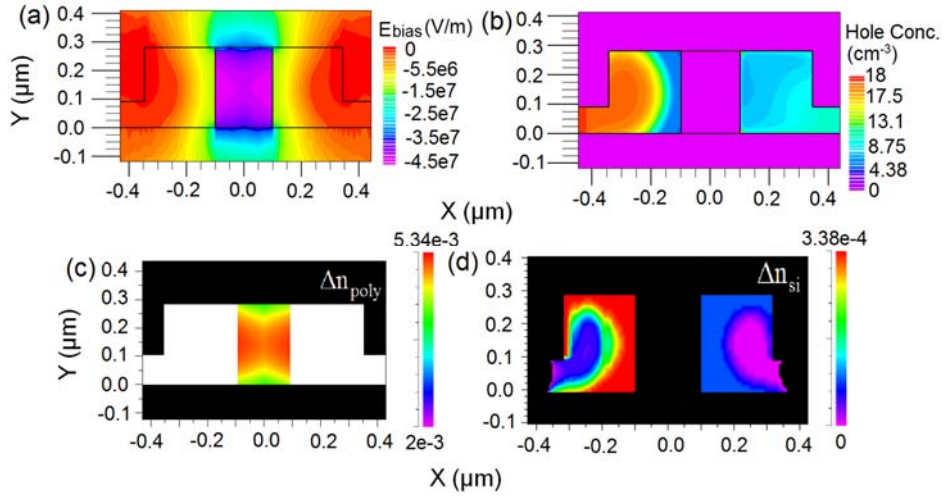 (a)
E_bias(V/m)
0
-5.5e6
-1.5e7
-2.5e7
-3.5e7
-4.5e7
Y (µm)
0.4
0.3
0.2
0.1
0.0
-0.1
-0.4 -0.2 0.0 0.2 0.4
(b)
Hole Conc.
(cm⁻³)
18
17.5
13.1
8.75
4.38
0
0.4
0.3
0.2
0.1
0.0
-0.1
-0.4 -0.2 0.0 0.2 0.4
X (µm)
(c)
Δn_poly
5.34e-3
2e-3
Y (µm)
0.4
0.3
0.2
0.1
0.0
-0.1
-0.4 -0.2 0.0 0.2 0.4
(d)
Δn_si
3.38e-4
0
0.4
0.3
0.2
0.1
0.0
-0.1
-0.4 -0.2 0.0 0.2 0.4
X (µm)